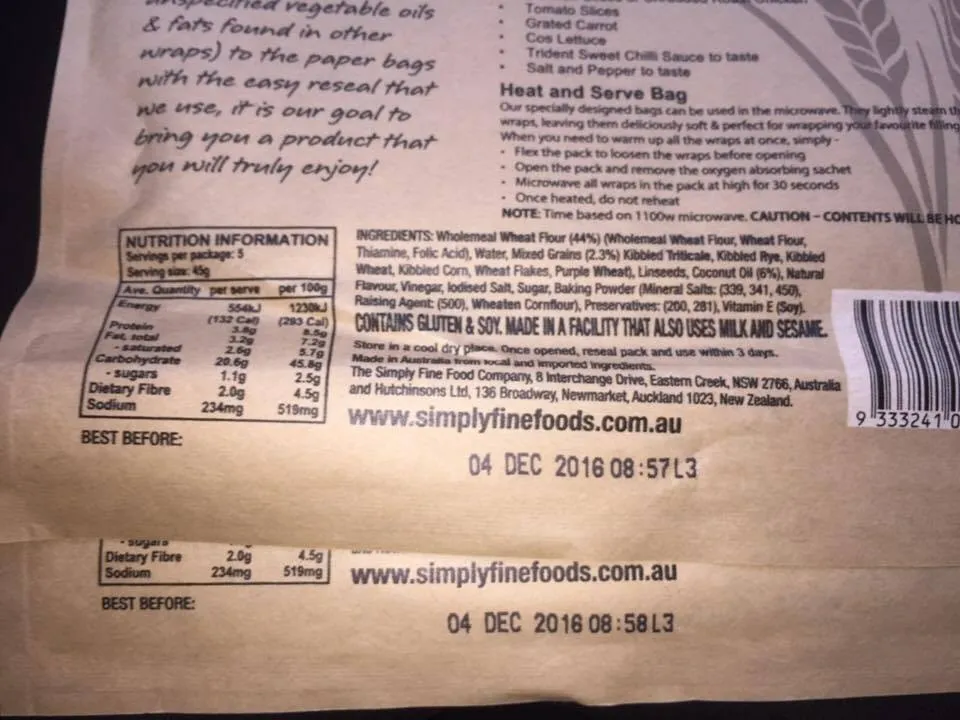 vegetable oils
& fats found in other
wraps) to the paper bags
with the easy reseal that
we use, it is our goal to
bring you a product that
you will truly enjoy!
• Tomato Slices
• Grated Carrot
• Cos Lettuce
• Trident Sweet Chilli Sauce to taste
• Salt and Pepper to taste
Heat and Serve Bag
Our specially designed bags can be used in the microwave. They lightly steam th
wraps, leaving them deliciously soft & perfect for wrapping your favourite filling
When you need to warm up all the wraps at once, simply -
• Flex the pack to loosen the wraps before opening
• Open the pack and remove the oxygen absorbing sachet
• Microwave all wraps in the pack at high for 30 seconds
• Once heated, do not reheat
NOTE: Time based on 1100w microwave. CAUTION – CONTENTS WILL BE HO
NUTRITION INFORMATION
Servings per package: 5
Serving size: 45g
Ave. Quantity per serve per 100g
Energy 554kJ 1230kJ
(132 Cal) (293 Cal)
Protein 3.8g 8.5g
Fat, total 3.2g 7.2g
- saturated 2.6g 5.7g
Carbohydrate 20.6g 45.8g
- sugars 1.1g 2.5g
Dietary Fibre 2.0g 4.5g
Sodium 234mg 519mg
BEST BEFORE:
INGREDIENTS: Wholemeal Wheat Flour (44%) (Wholemeal Wheat Flour, Wheat Flour,
Thiamine, Folic Acid), Water, Mixed Grains (2.3%) Kibbled Triticale, Kibbled Rye, Kibbled
Wheat, Kibbled Corn, Wheat Flakes, Purple Wheat), Linseeds, Coconut Oil (6%), Natural
Flavour, Vinegar, Iodised Salt, Sugar, Baking Powder (Mineral Salts: (339, 341, 450),
Raising Agent: (500), Wheaten Cornflour), Preservatives: (200, 281), Vitamin E (Soy).
CONTAINS GLUTEN & SOY. MADE IN A FACILITY THAT ALSO USES MILK AND SESAME.
Store in a cool dry place. Once opened, reseal pack and use within 3 days.
Made in Australia from local and imported ingredients.
The Simply Fine Food Company, 8 Interchange Drive, Eastern Creek, NSW 2766, Australia
and Hutchinsons Ltd, 136 Broadway, Newmarket, Auckland 1023, New Zealand.
www.simplyfinefoods.com.au
9 333241 0
04 DEC 2016 08:57L3
- sugars
Dietary Fibre 2.0g 4.5g
Sodium 234mg 519mg
www.simplyfinefoods.com.au
BEST BEFORE:
04 DEC 2016 08:58L3